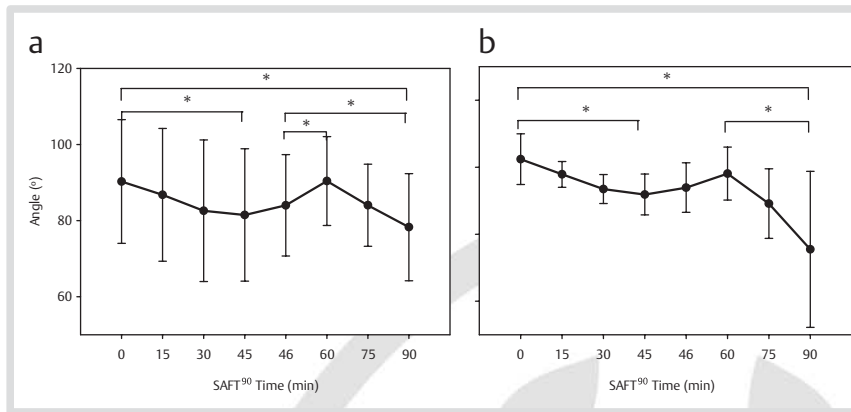 a
b
120
100
80
60
Angle (º)
* * * *
* * *
0 15 30 45 46 60 75 90
0 15 30 45 46 60 75 90
SAFT⁹⁰ Time (min)
SAFT⁹⁰ Time (min)